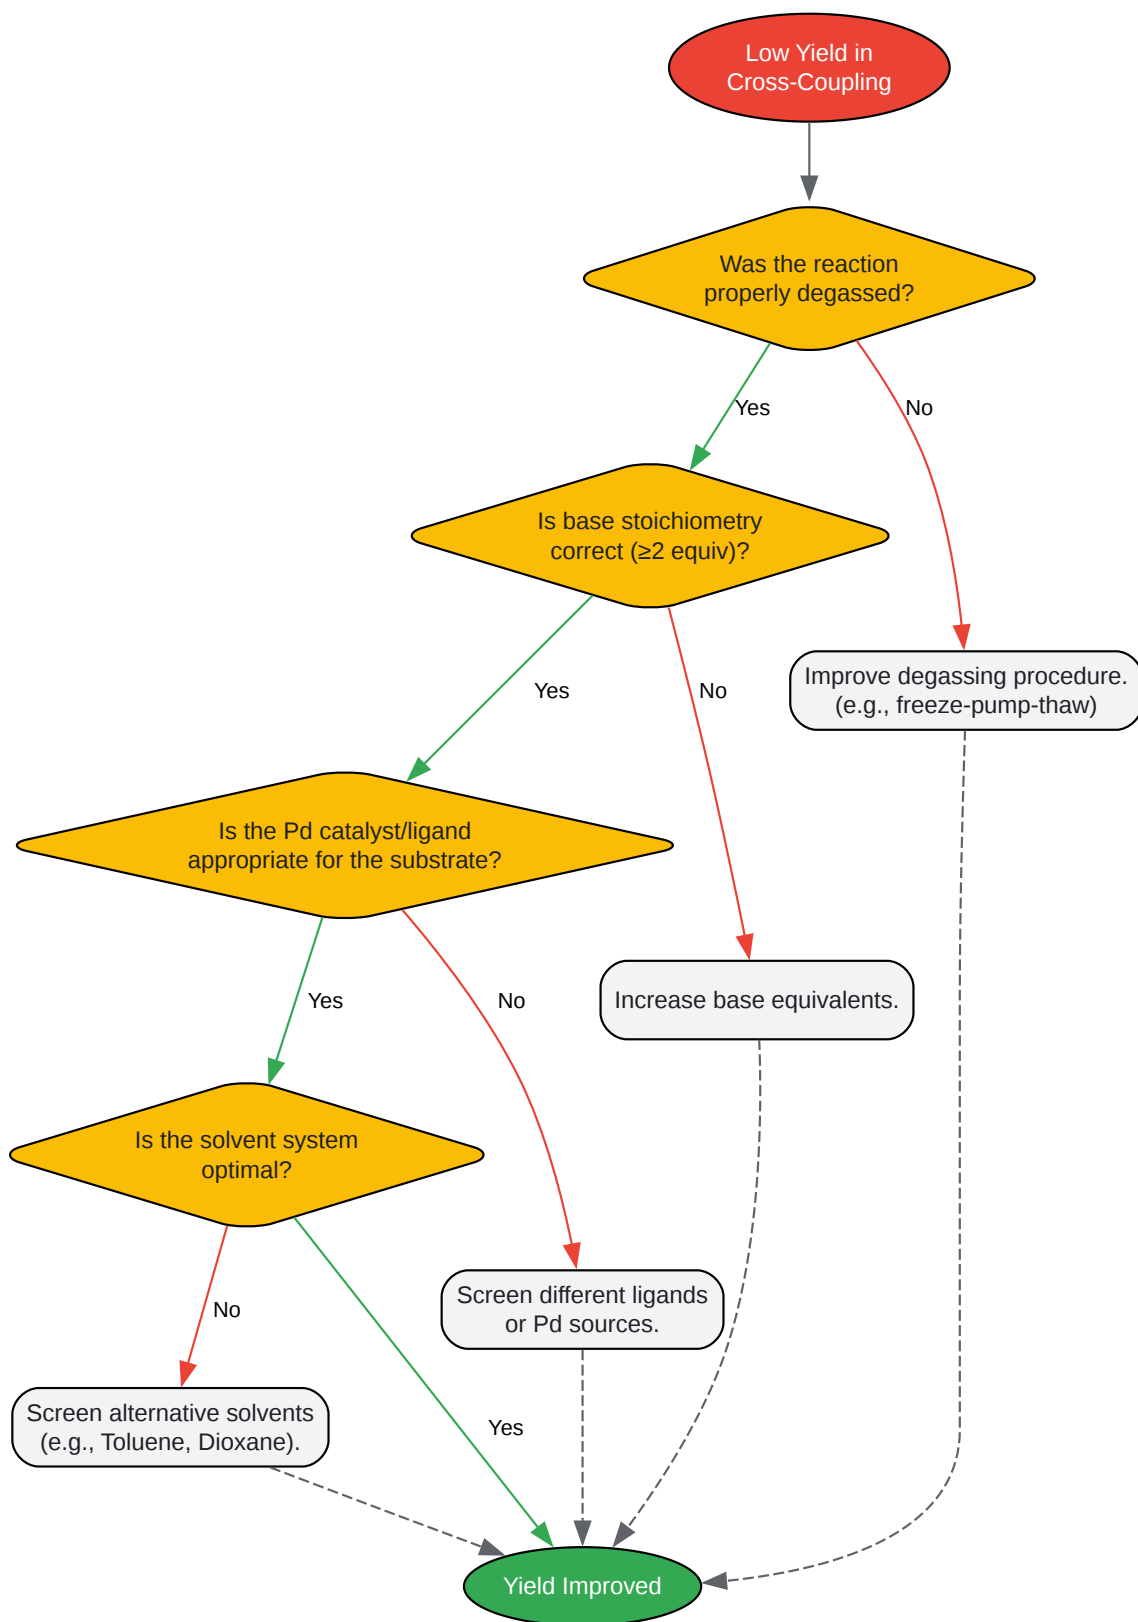 Low Yield in
Cross-Coupling
Was the reaction
properly degassed?
Yes
No
Is base stoichiometry
correct (≥2 equiv)?
Improve degassing procedure.
(e.g., freeze-pump-thaw)
Yes
No
Is the Pd catalyst/ligand
appropriate for the substrate?
Increase base equivalents.
Yes
No
Is the solvent system
optimal?
Screen different ligands
or Pd sources.
No
Yes
Screen alternative solvents
(e.g., Toluene, Dioxane).
Yield Improved